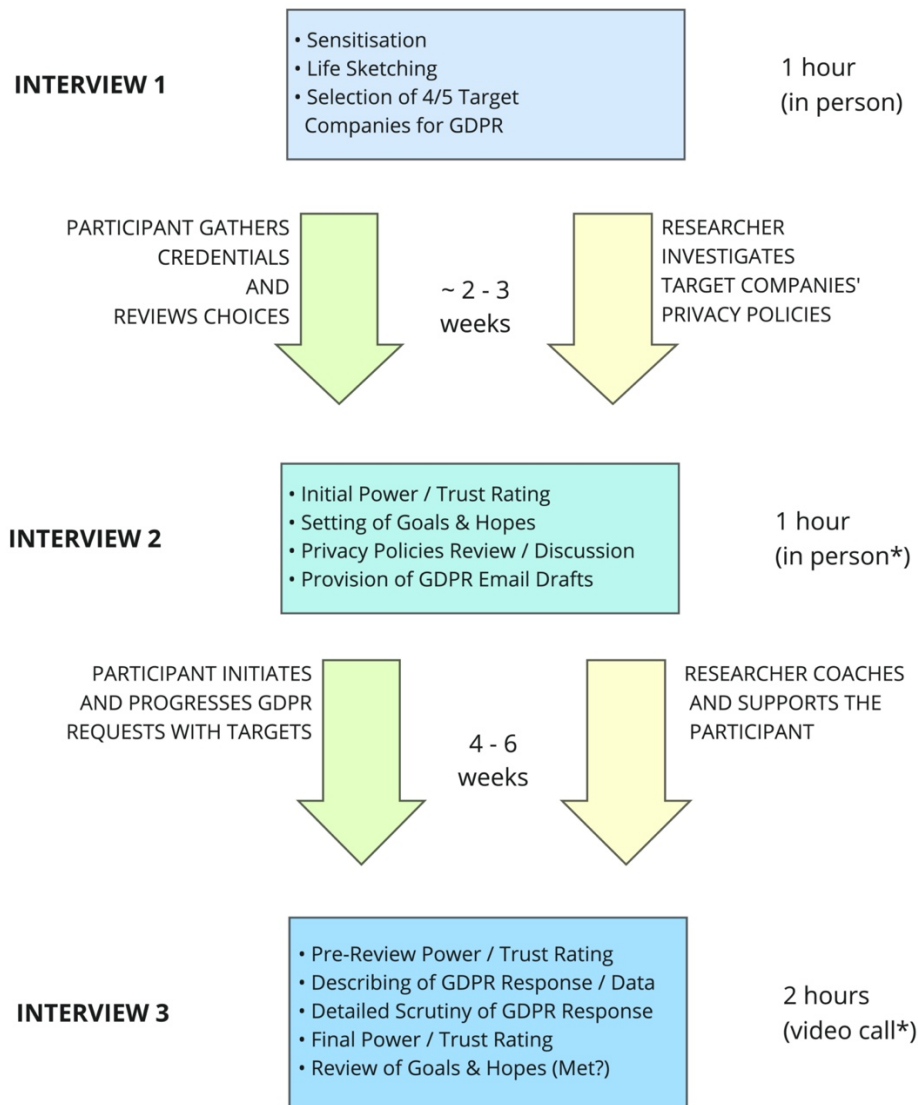 INTERVIEW 1
• Sensitisation
• Life Sketching
• Selection of 4/5 Target
Companies for GDPR
1 hour
(in person)
PARTICIPANT GATHERS
CREDENTIALS
AND
REVIEWS CHOICES
~ 2 - 3
weeks
RESEARCHER
INVESTIGATES
TARGET COMPANIES'
PRIVACY POLICIES
INTERVIEW 2
• Initial Power / Trust Rating
• Setting of Goals & Hopes
• Privacy Policies Review / Discussion
• Provision of GDPR Email Drafts
1 hour
(in person*)
PARTICIPANT INITIATES
AND PROGRESSES GDPR
REQUESTS WITH TARGETS
4 - 6
weeks
RESEARCHER COACHES
AND SUPPORTS THE
PARTICIPANT
INTERVIEW 3
• Pre-Review Power / Trust Rating
• Describing of GDPR Response / Data
• Detailed Scrutiny of GDPR Response
• Final Power / Trust Rating
• Review of Goals & Hopes (Met?)
2 hours
(video call*)